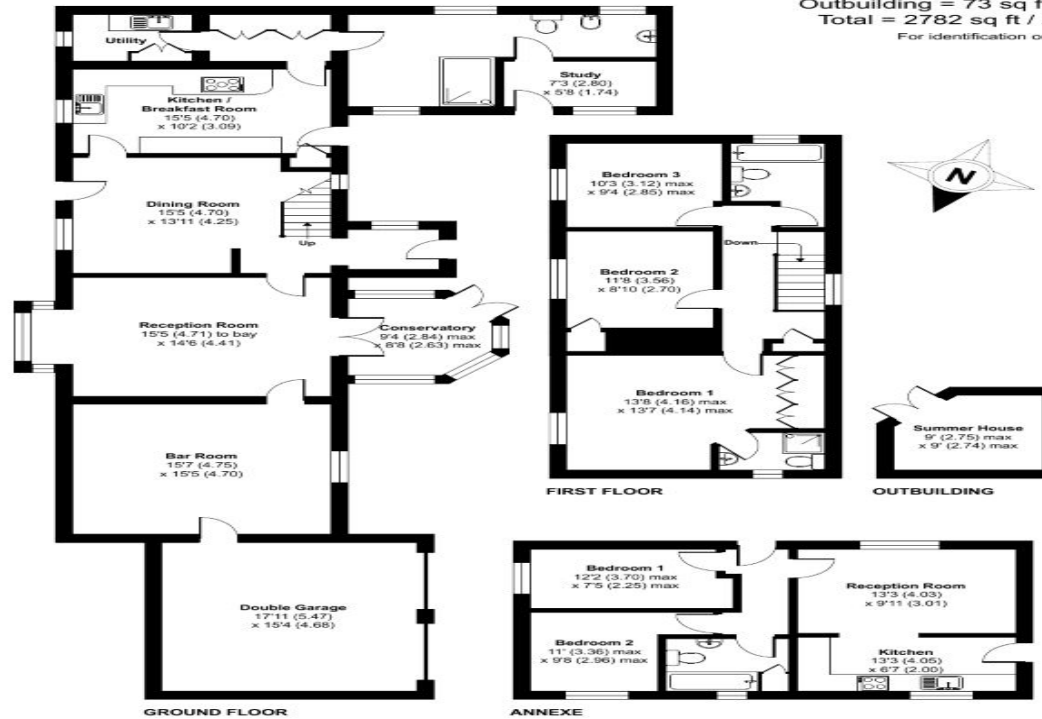 Outbuilding = 73 sq f
Total = 2782 sq ft /
For identification o
Utility
Kitchen /
Breakfast Room
15'5 (4.70)
x 10'2 (3.09)
Study
7'3 (2.80)
x 5'8 (1.74)
Dining Room
15'5 (4.70)
x 13'11 (4.25)
Up
Reception Room
15'5 (4.71) to bay
x 14'6 (4.41)
Conservatory
9'4 (2.84) max
x 8'8 (2.63) max
Bar Room
15'7 (4.75)
x 15'5 (4.70)
Double Garage
17'11 (5.47)
x 15'4 (4.68)
GROUND FLOOR
Bedroom 3
10'3 (3.12) max
x 9'4 (2.85) max
Down
Bedroom 2
11'8 (3.56)
x 8'10 (2.70)
Bedroom 1
13'8 (4.16) max
x 13'7 (4.14) max
FIRST FLOOR
N
Summer House
9' (2.75) max
x 9' (2.74) max
OUTBUILDING
Bedroom 1
12'2 (3.70) max
x 7'5 (2.25) max
Reception Room
13'3 (4.03)
x 9'11 (3.01)
Bedroom 2
11' (3.36) max
x 9'8 (2.96) max
Kitchen
13'3 (4.05)
x 6'7 (2.00)
ANNEXE